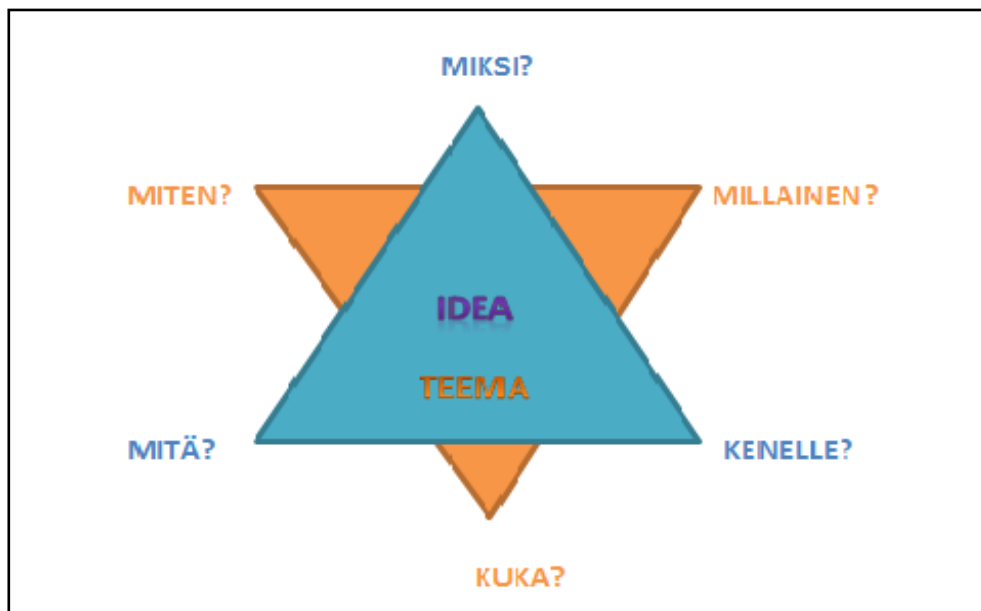 MIKSI?
MITEN?
MILLAINEN?
IDEA
TEEMA
MITÄ?
KENELLE?
KUKA?